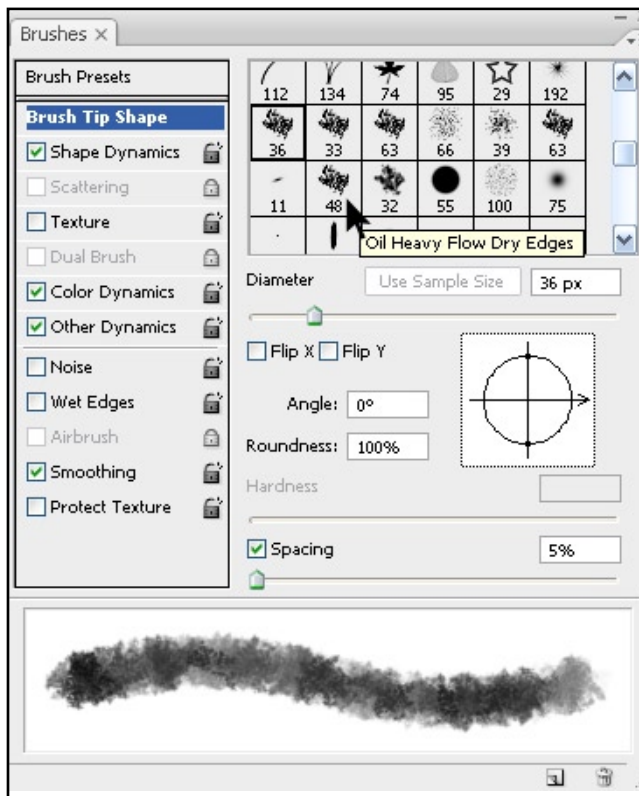 Brushes ×
Brush Presets
Brush Tip Shape
Shape Dynamics
Scattering
Texture
Dual Brush
Color Dynamics
Other Dynamics
Noise
Wet Edges
Airbrush
Smoothing
Protect Texture
112 134 74 95 29 192
36 33 63 66 39 63
11 48 32 55 100 75
Oil Heavy Flow Dry Edges
Diameter Use Sample Size 36 px
Flip X Flip Y
Angle: 0º
Roundness: 100%
Hardness
Spacing 5%